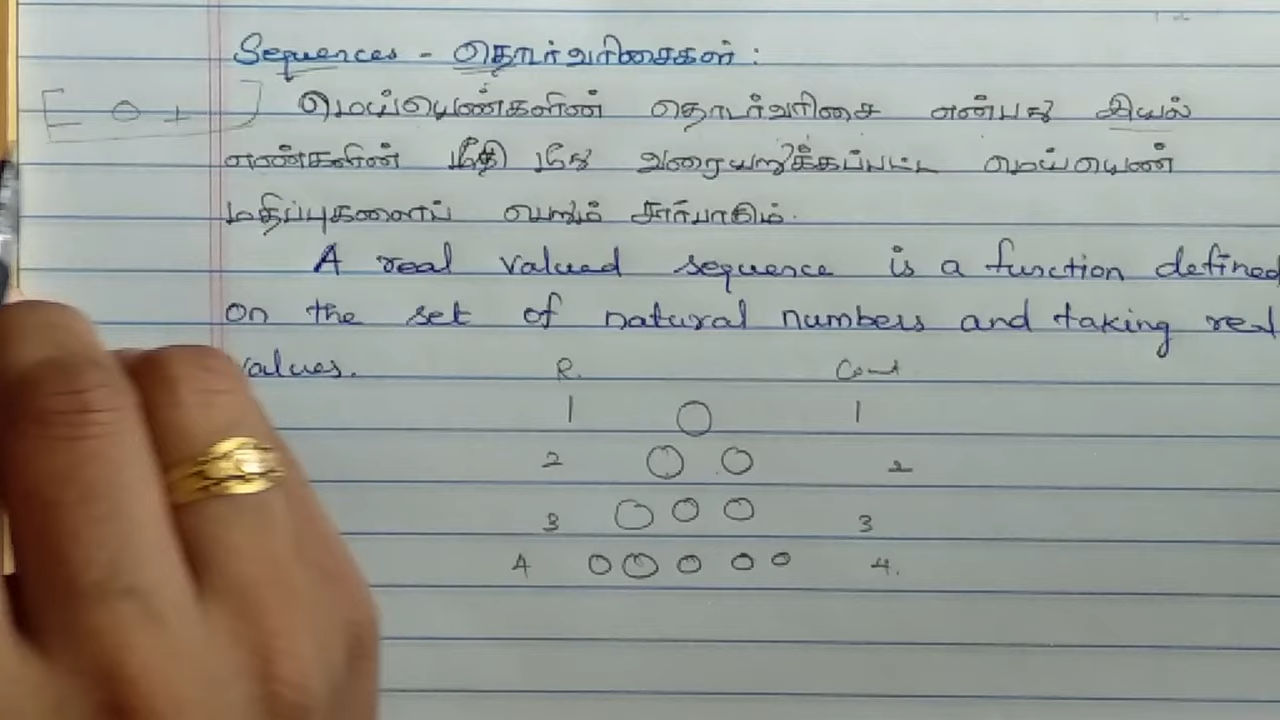 Sequences - தொடர்வரிசைகள் :
மெய்யெண்களின் தொடர்வரிசை என்பது இயல்
எண்களின் மீது வரையறுக்கப்பட்ட மெய்யெண்
மதிப்புகளைப் பெறும் சார்பாகும்.
A real valued sequence is a function defined
on the set of natural numbers and taking real
values. R.
1 1
2 2
3 3
4 4.